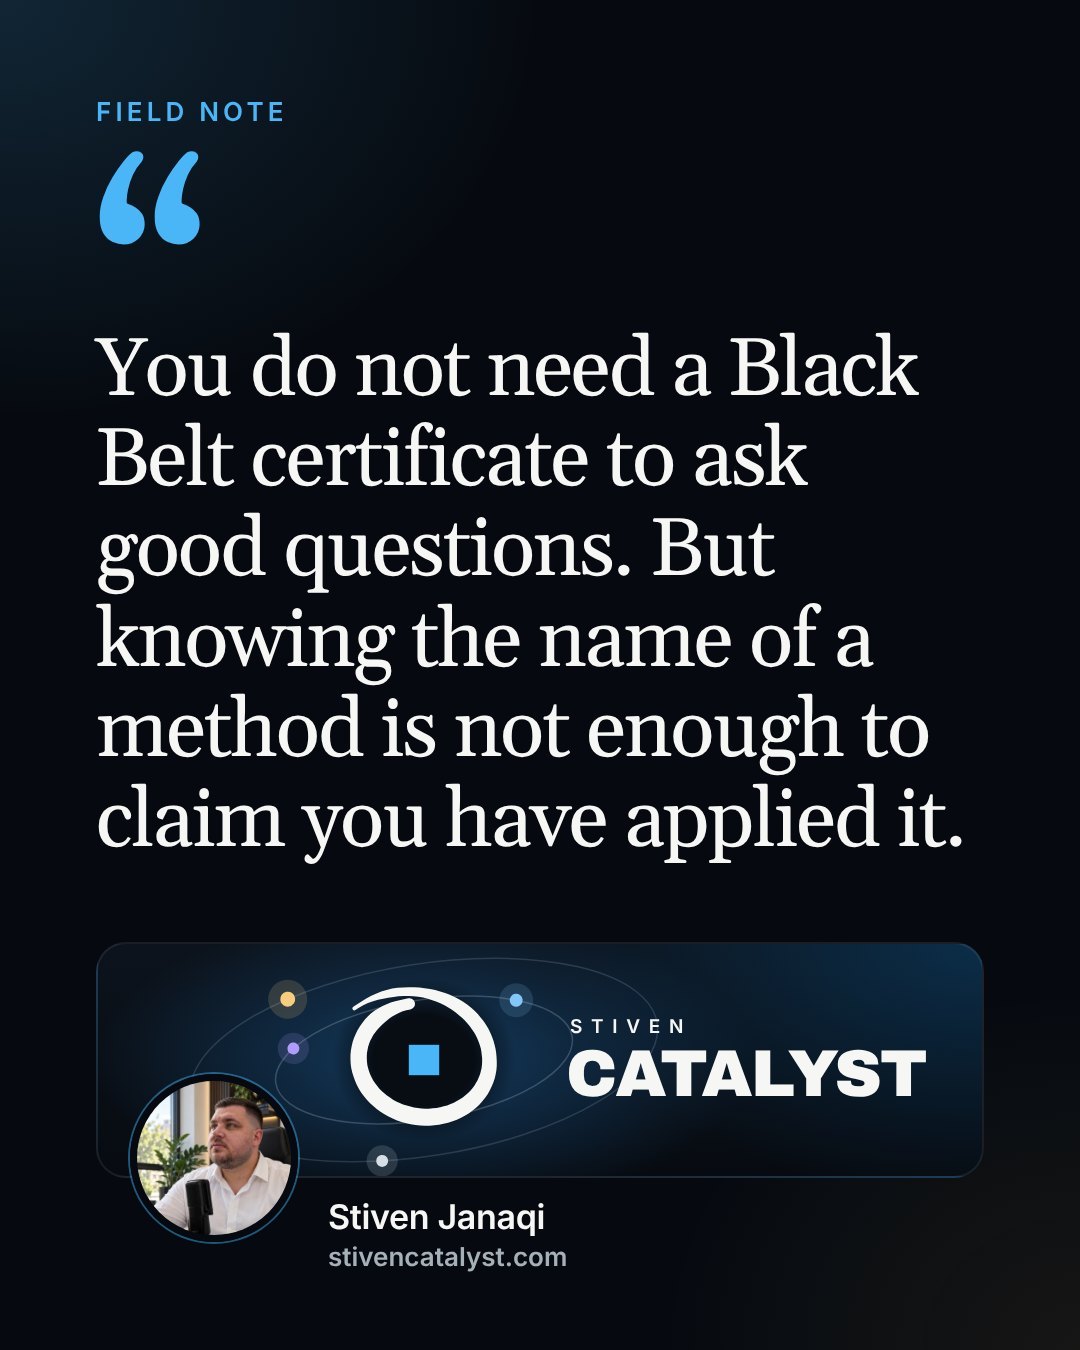 FIELD NOTE
“
You do not need a Black
Belt certificate to ask
good questions. But
knowing the name of a
method is not enough to
claim you have applied it.
STIVEN
CATALYST
Stiven Janaqi
stivencatalyst.com